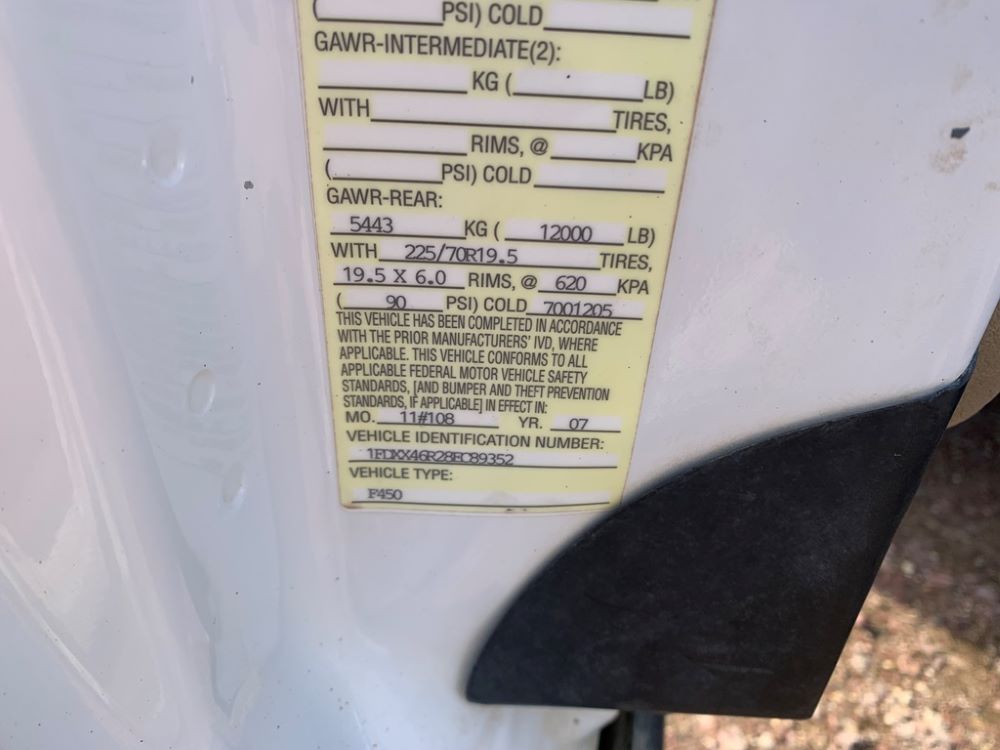 ( PSI) COLD
GAWR-INTERMEDIATE(2):
KG ( LB)
WITH TIRES,
RIMS, @ KPA
( PSI) COLD
GAWR-REAR:
5443 KG ( 12000 LB)
WITH 225/70R19.5 TIRES,
19.5 X 6.0 RIMS, @ 620 KPA
( 90 PSI) COLD 7001205
THIS VEHICLE HAS BEEN COMPLETED IN ACCORDANCE
WITH THE PRIOR MANUFACTURERS' IVD, WHERE
APPLICABLE. THIS VEHICLE CONFORMS TO ALL
APPLICABLE FEDERAL MOTOR VEHICLE SAFETY
STANDARDS, [AND BUMPER AND THEFT PREVENTION
STANDARDS, IF APPLICABLE] IN EFFECT IN:
MO. 11#108 YR. 07
VEHICLE IDENTIFICATION NUMBER:
VEHICLE TYPE:
F450